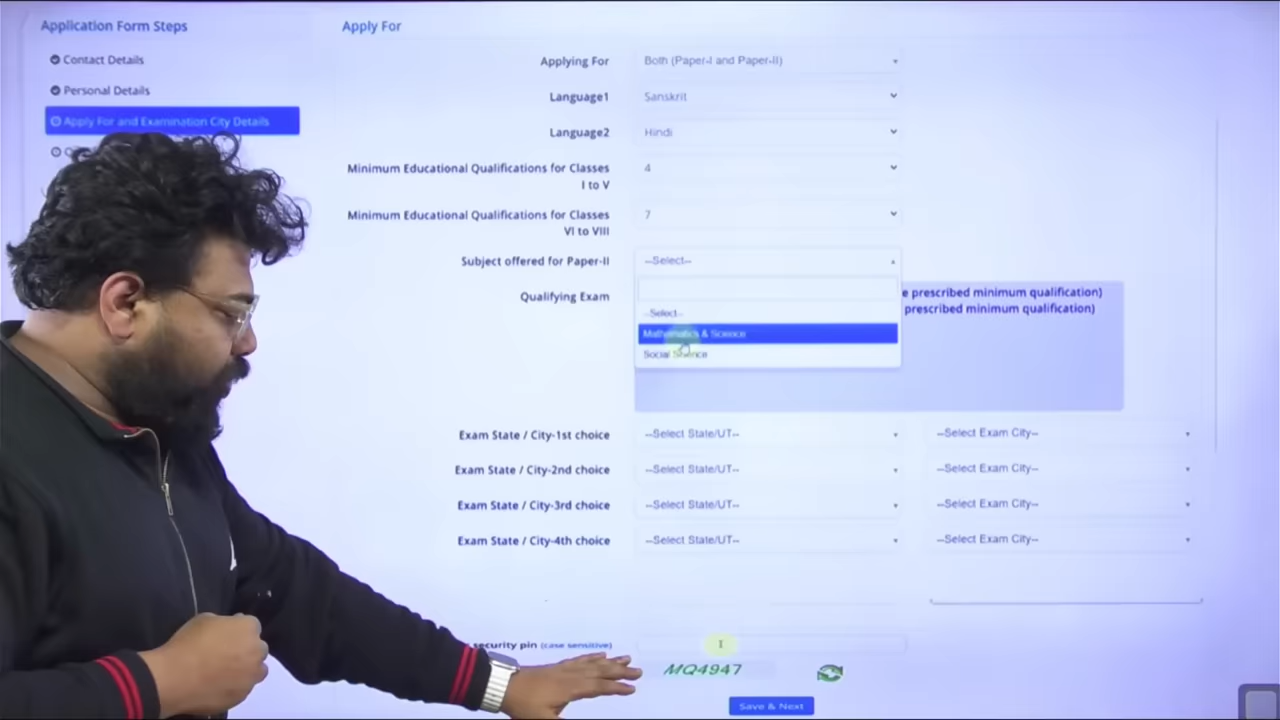 Application Form Steps
Apply For
Contact Details
Personal Details
Apply For and Examination City Details
Applying For
Both (Paper-I and Paper-II)
Language1
Sanskrit
Language2
Hindi
Minimum Educational Qualifications for Classes
I to V
4
Minimum Educational Qualifications for Classes
VI to VIII
7
Subject offered for Paper-II
--Select--
Qualifying Exam
--Select--
Mathematics & Science
Social Science
e prescribed minimum qualification)
prescribed minimum qualification)
Exam State / City-1st choice
--Select State/UT--
--Select Exam City--
Exam State / City-2nd choice
--Select State/UT--
--Select Exam City--
Exam State / City-3rd choice
--Select State/UT--
--Select Exam City--
Exam State / City-4th choice
--Select State/UT--
--Select Exam City--
security pin (case sensitive)
MQ4947
Save & Next